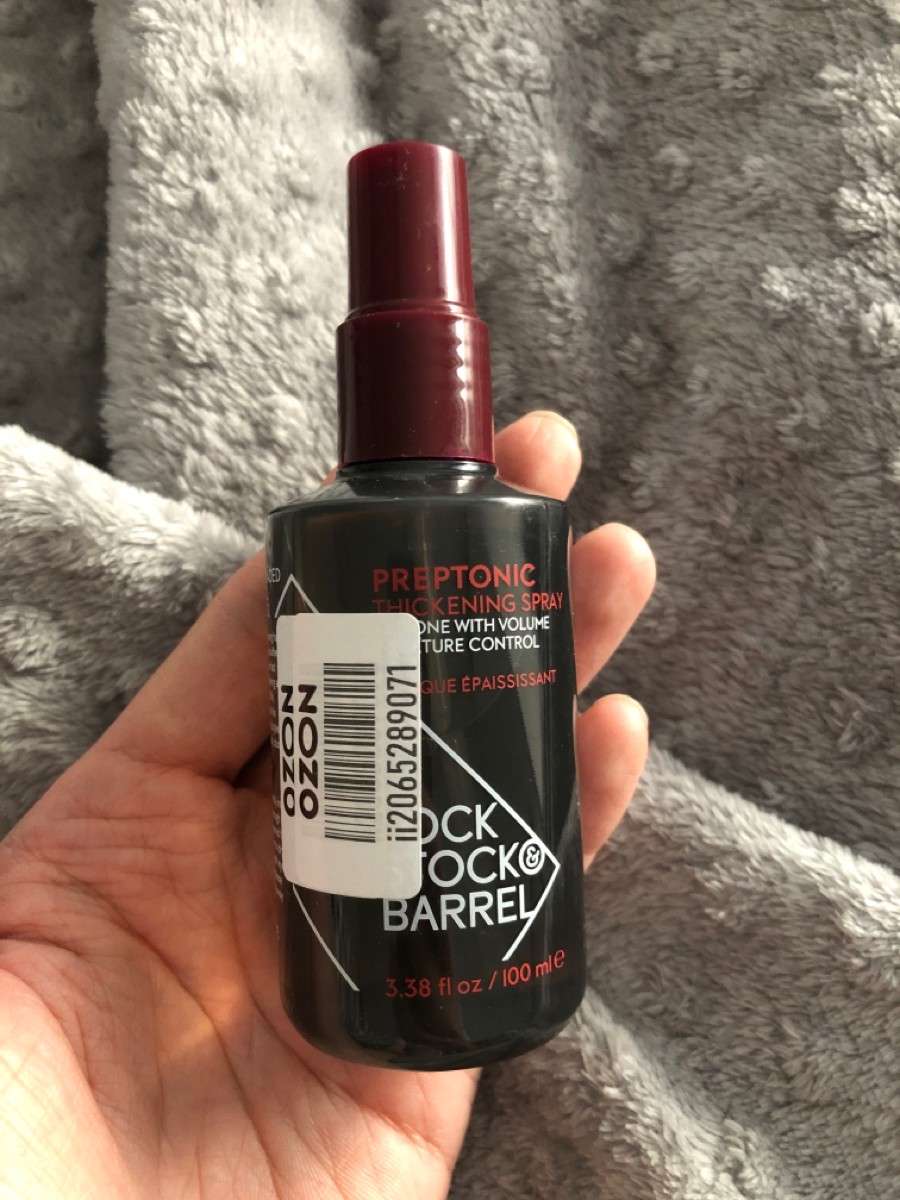 PREPTONIC
THICKENING SPRAY
ONE WITH VOLUME
TURE CONTROL
QUE ÉPAISSISSANT
OZON
OZON
ii2065289071
OCK
TOCK&
BARREL
3.38 fl oz / 100 ml e